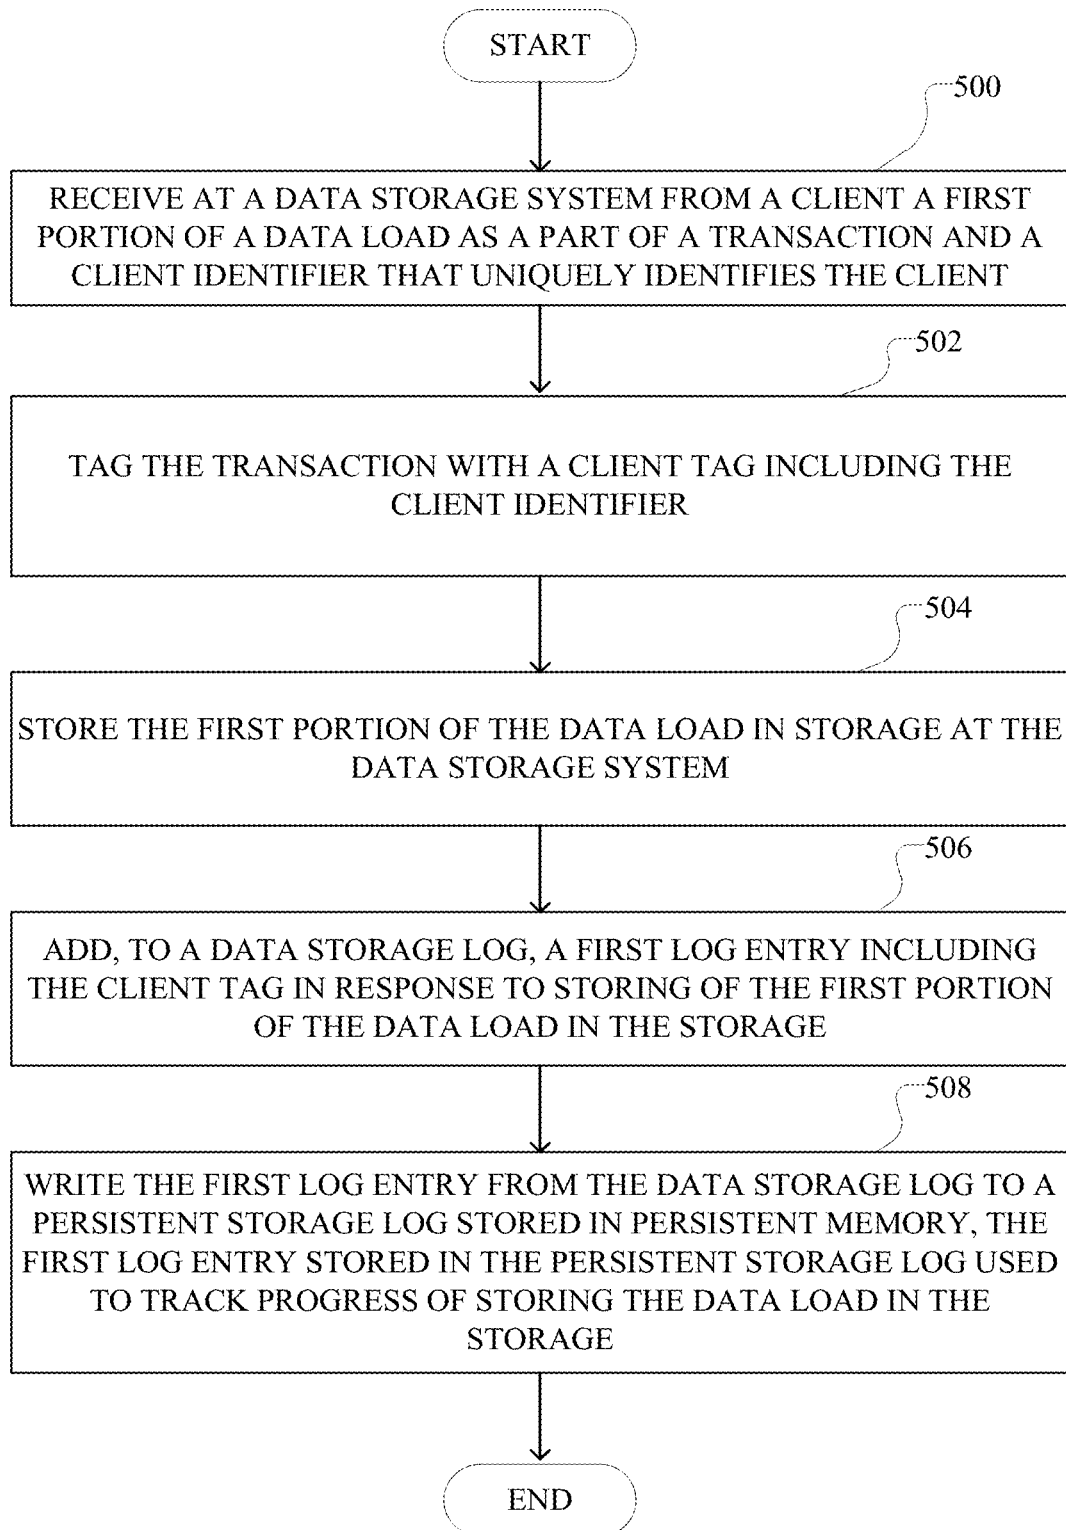 START
500
RECEIVE AT A DATA STORAGE SYSTEM FROM A CLIENT A FIRST
PORTION OF A DATA LOAD AS A PART OF A TRANSACTION AND A
CLIENT IDENTIFIER THAT UNIQUELY IDENTIFIES THE CLIENT
502
TAG THE TRANSACTION WITH A CLIENT TAG INCLUDING THE
CLIENT IDENTIFIER
504
STORE THE FIRST PORTION OF THE DATA LOAD IN STORAGE AT THE
DATA STORAGE SYSTEM
506
ADD, TO A DATA STORAGE LOG, A FIRST LOG ENTRY INCLUDING
THE CLIENT TAG IN RESPONSE TO STORING OF THE FIRST PORTION
OF THE DATA LOAD IN THE STORAGE
508
WRITE THE FIRST LOG ENTRY FROM THE DATA STORAGE LOG TO A
PERSISTENT STORAGE LOG STORED IN PERSISTENT MEMORY, THE
FIRST LOG ENTRY STORED IN THE PERSISTENT STORAGE LOG USED
TO TRACK PROGRESS OF STORING THE DATA LOAD IN THE
STORAGE
END